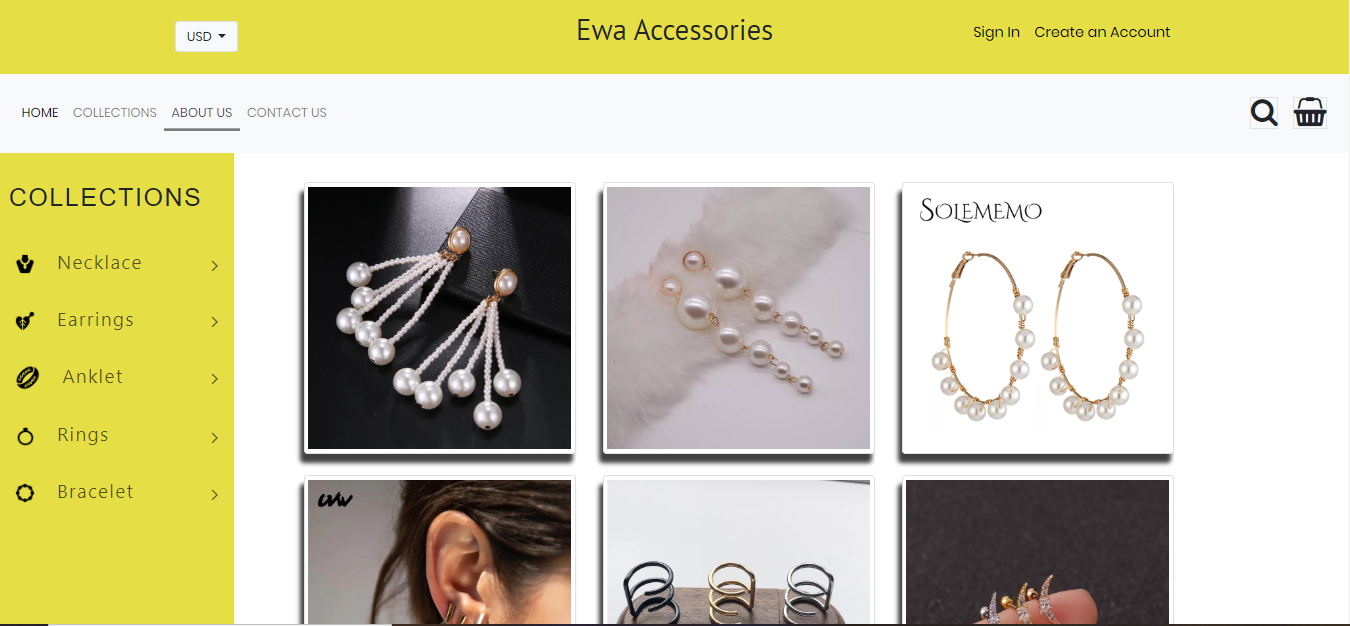 USD
Ewa Accessories
Sign In Create an Account
HOME COLLECTIONS ABOUT US CONTACT US
COLLECTIONS
Necklace
Earrings
Anklet
Rings
Bracelet
SOLEMEMO